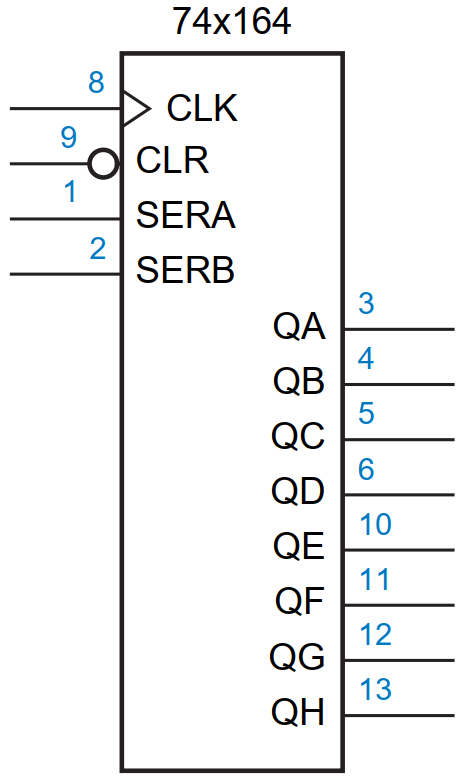 74x164
8
CLK
9
CLR
1
SERA
2
SERB
3
QA
4
QB
5
QC
6
QD
10
QE
11
QF
12
QG
13
QH